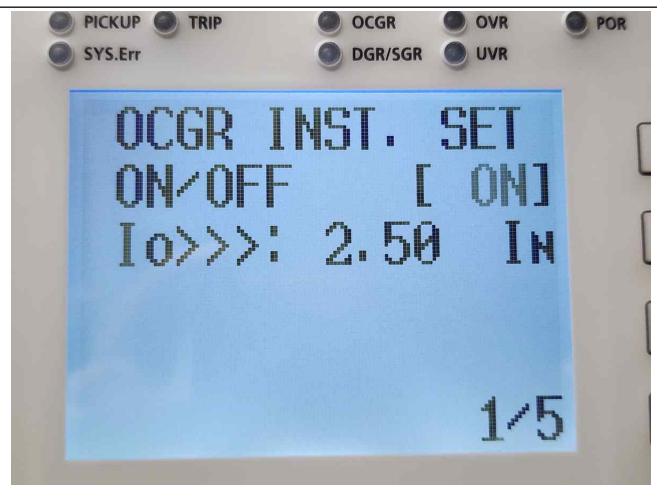 PICKUP TRIP OCGR OVR POR
SYS.Err DGR/SGR UVR
OCGR INST. SET
ON/OFF [ ON]
Io>>>: 2.50 In
1/5